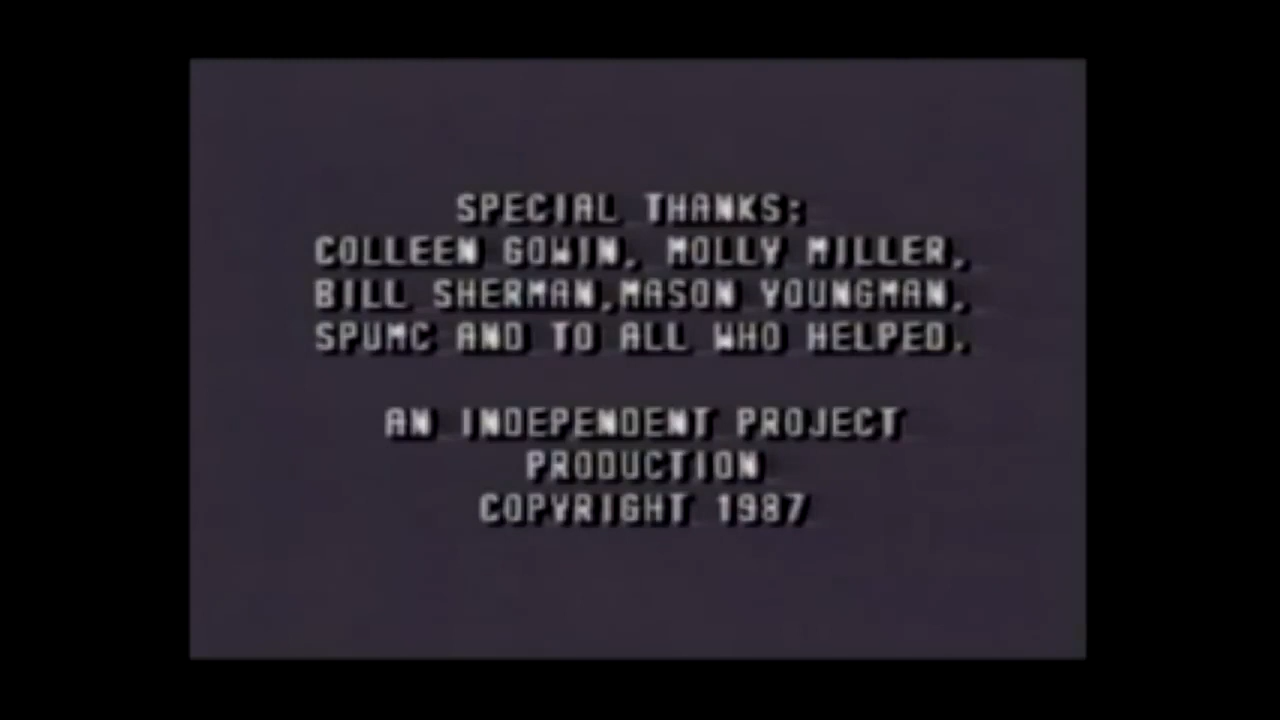 SPECIAL THANKS:
COLLEEN GOWIN, MOLLY MILLER,
BILL SHERMAN,MASON YOUNGMAN,
SPUMC AND TO ALL WHO HELPED.
AN INDEPENDENT PROJECT
PRODUCTION
COPYRIGHT 1987